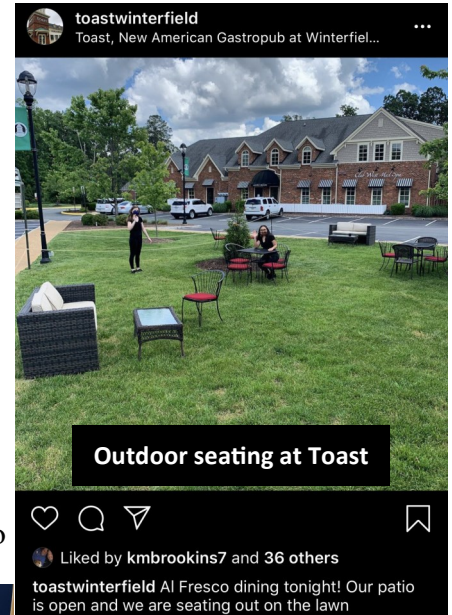 toastwinterfield
Toast, New American Gastropub at Winterfiel...
Outdoor seating at Toast
Liked by kmbrookins7 and 36 others
toastwinterfield Al Fresco dining tonight! Our patio
is open and we are seating out on the lawn